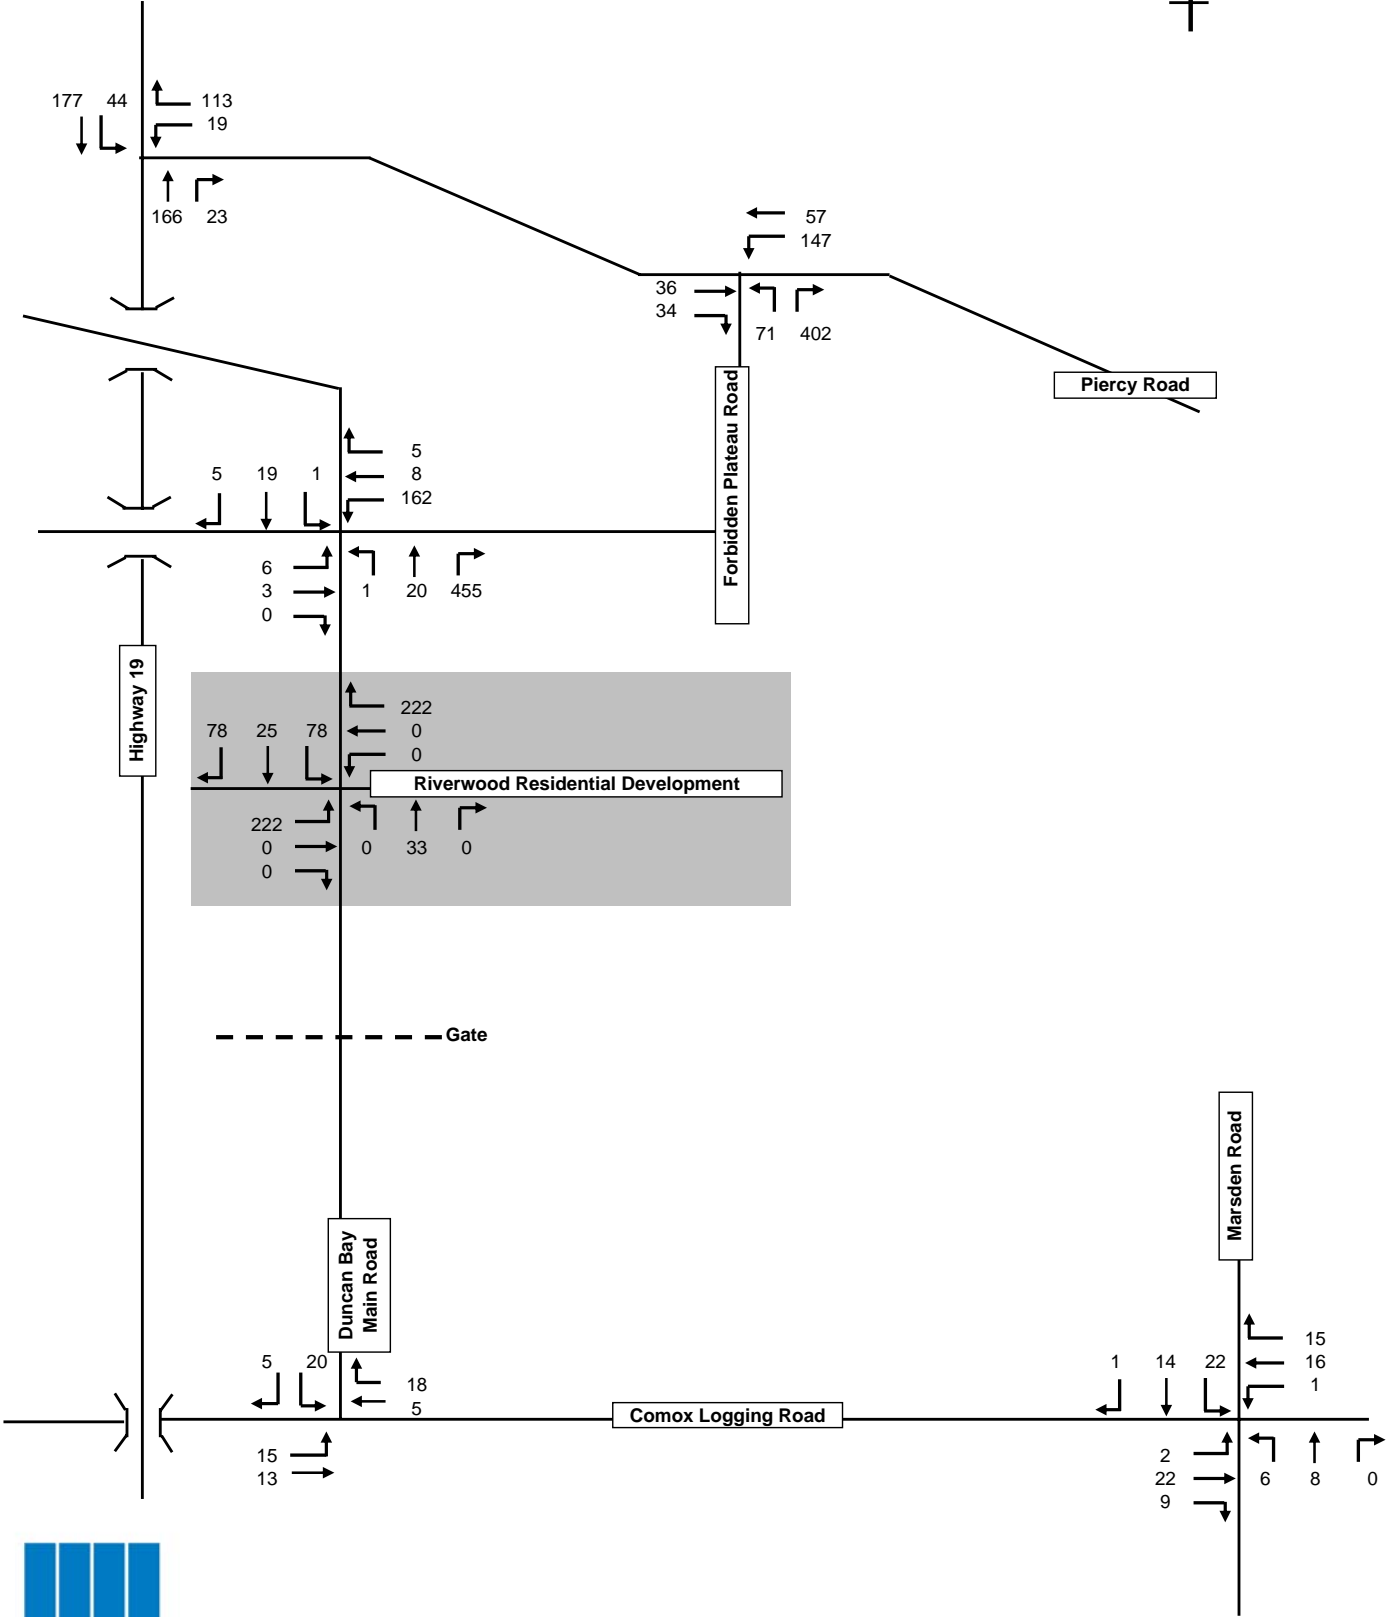 177 44 113
19
166 23
57
147
36
34
71 402
Piercy Road
Forbidden Plateau Road
5
5 19 1 8
162
6
3 1 20 455
0
Highway 19
222
78 25 78 0
0
Riverwood Residential Development
222
0 0 33 0
0
Gate
Marsden Road
Duncan Bay
Main Road
5 20
18
5
Comox Logging Road
15
13
15
1 14 22 16
1
2
22 6 8 0
9